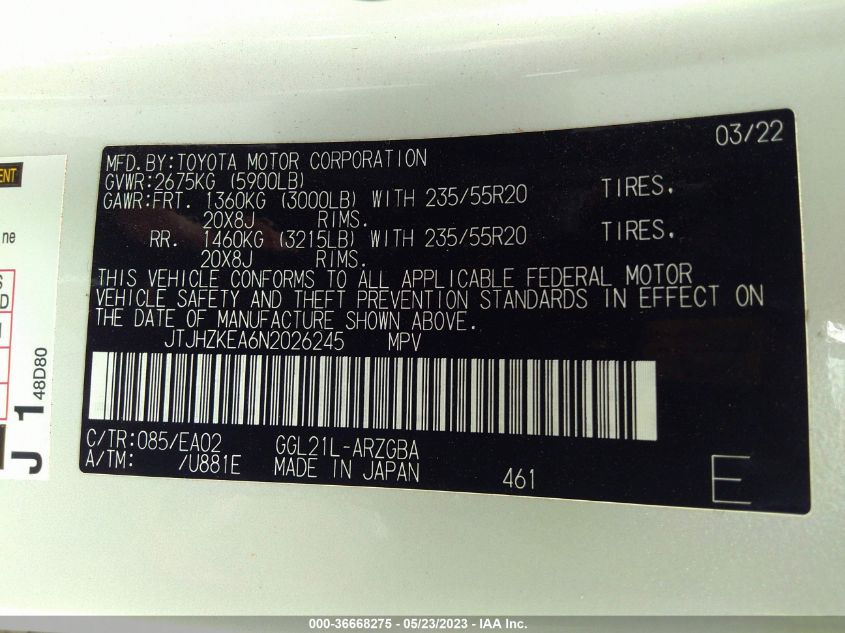 03/22
MFD.BY:TOYOTA MOTOR CORPORATION
GVWR:2675KG (5900LB)
GAWR:FRT. 1360KG (3000LB) WITH 235/55R20 TIRES.
20X8J RIMS.
RR. 1460KG (3215LB) WITH 235/55R20 TIRES.
20X8J RIMS.
THIS VEHICLE CONFORMS TO ALL APPLICABLE FEDERAL MOTOR
VEHICLE SAFETY AND THEFT PREVENTION STANDARDS IN EFFECT ON
THE DATE OF MANUFACTURE SHOWN ABOVE.
JTJHZKEA6N2026245 MPV
C/TR:085/EA02 GGL21L-ARZGBA
A/TM: /U881E MADE IN JAPAN 461 E
ne
J 1 48D80
000-36668275 - 05/23/2023 - IAA Inc.